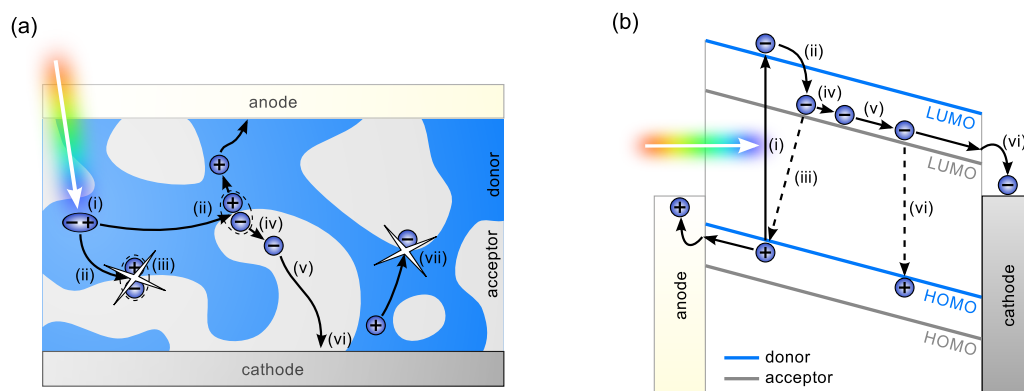 (a)
anode
donor
acceptor
(i)
(ii)
(ii)
(iii)
(iv)
(v)
(vi)
(vii)
cathode
(b)
(ii)
(iv)
(v)
LUMO
LUMO
(vi)
(i)
(iii)
(vi)
HOMO
HOMO
anode
cathode
donor
acceptor